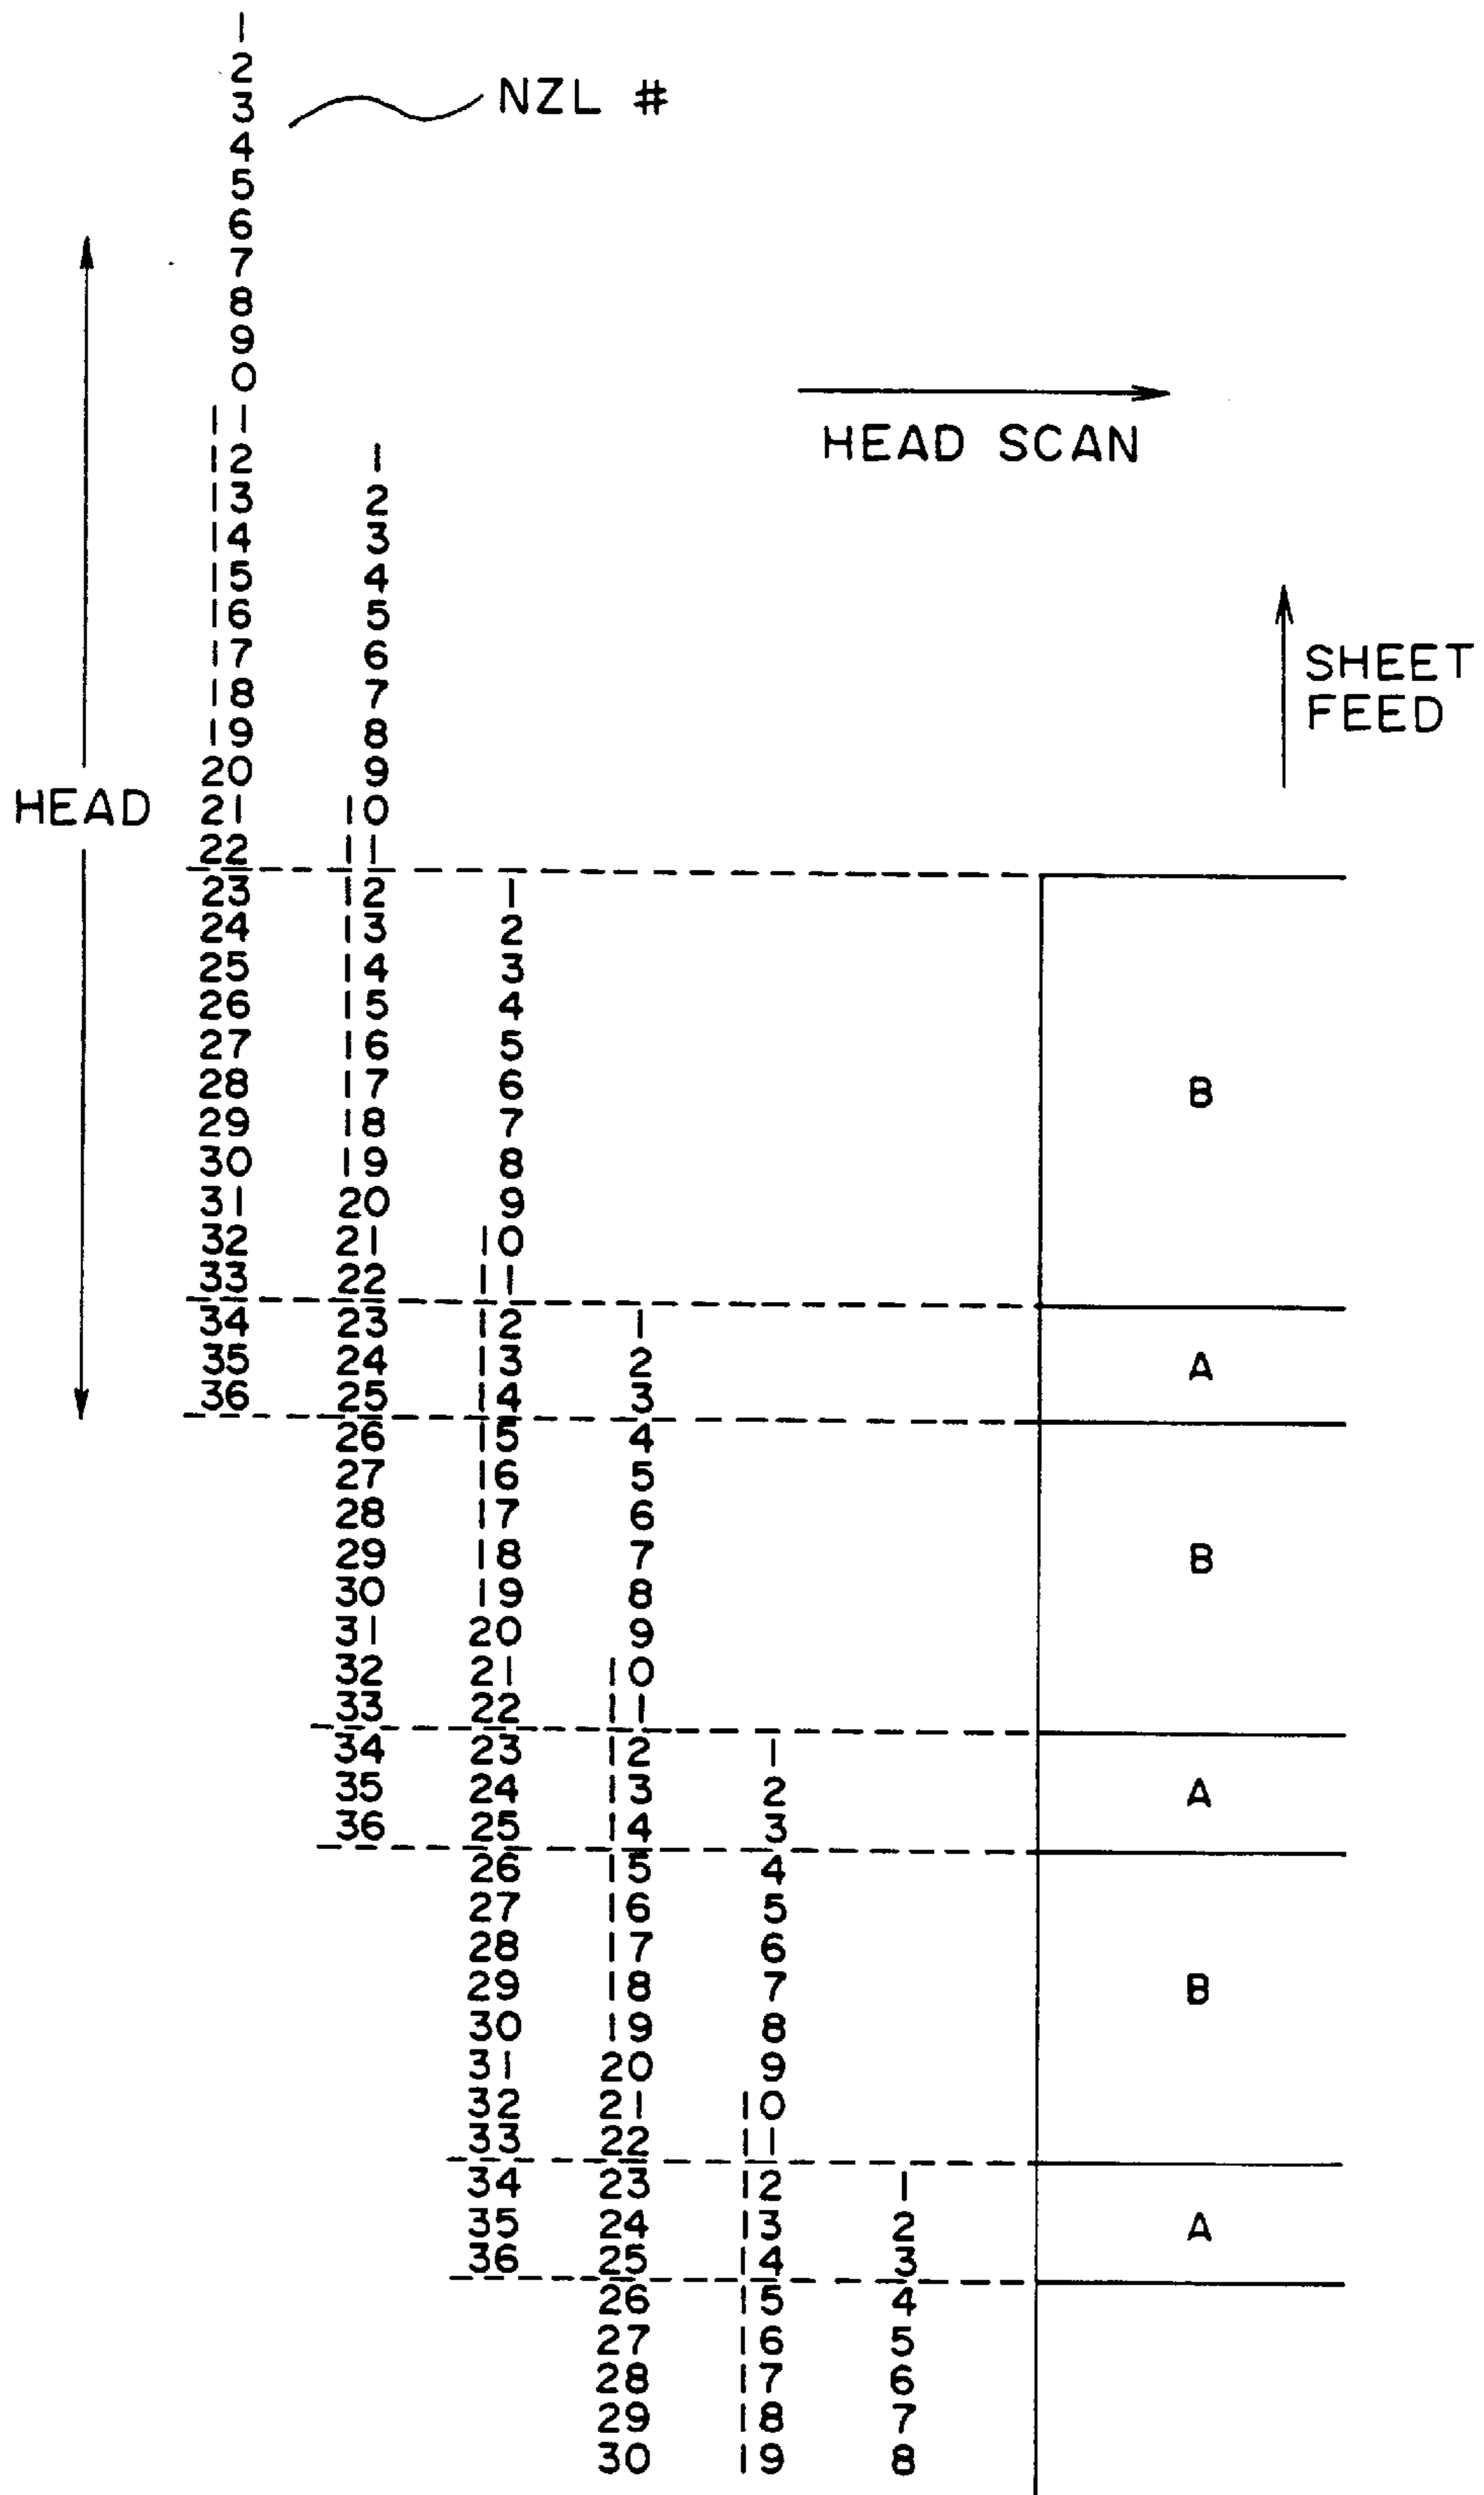 1
2
3 NZL #
4
5
6
7
8
9
0
11
12 1 HEAD SCAN
13 2
14 3
15 4
16 5
17 6 SHEET
18 7 FEED
19 8
20 9
HEAD 21 10
22 11
23 12 1
24 13 2
25 14 3
26 15 4
27 16 5
28 17 6 B
29 18 7
30 19 8
31 20 9
32 21 10
33 22 11
34 23 12 1
35 24 13 2 A
36 25 14 3
26 15 4
27 16 5
28 17 6
29 18 7 B
30 19 8
31 20 9
32 21 10
33 22 11
34 23 12 1
35 24 13 2 A
36 25 14 3
26 15 4
27 16 5
28 17 6
29 18 7 B
30 19 8
31 20 9
32 21 10
33 22 11
34 23 12 1
35 24 13 2 A
36 25 14 3
26 15 4
27 16 5
28 17 6
29 18 7
30 19 8